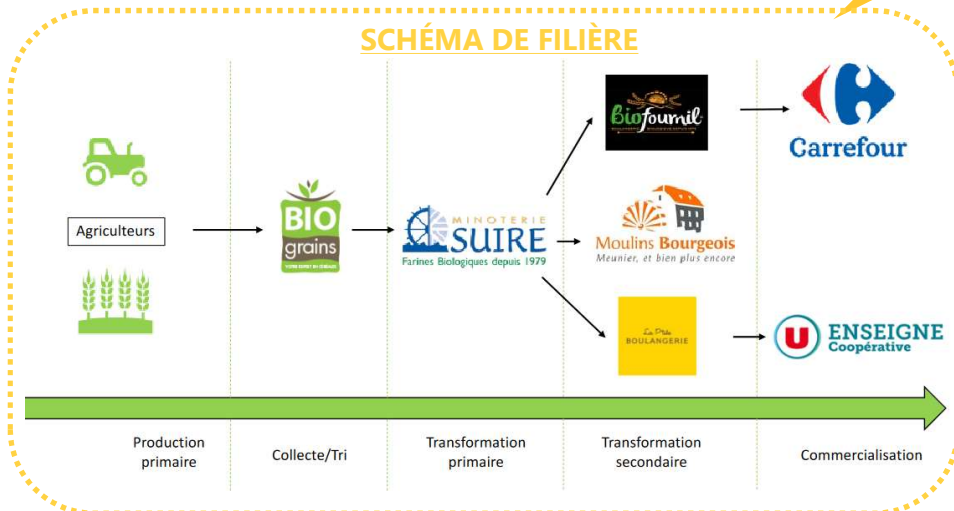 SCHÉMA DE FILIÈRE
Agriculteurs
BIO
grains
MINOTERIE
SUIRE
Farines Biologiques depuis 1979
Biofournil
Moulins Bourgeois
Meunier, et bien plus encore
La P'tite
BOULANGERIE
Carrefour
U
ENSEIGNE
Coopérative
Production
primaire
Collecte/Tri
Transformation
primaire
Transformation
secondaire
Commercialisation